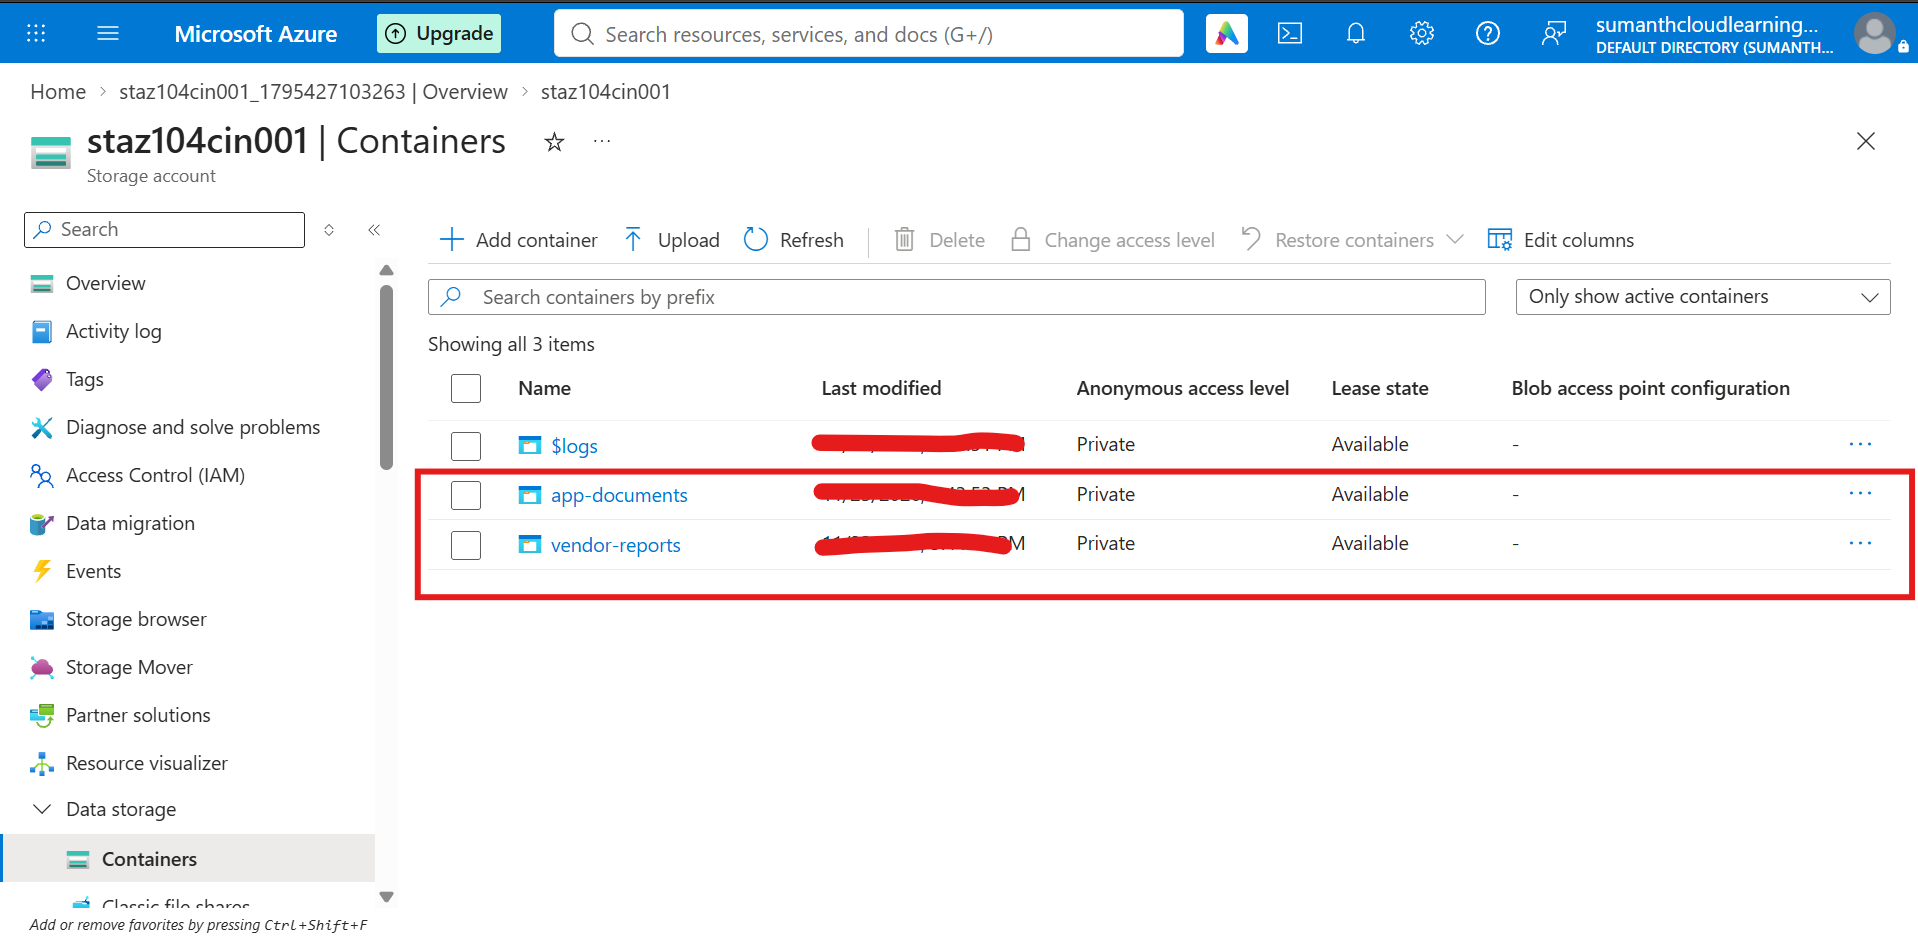 Microsoft Azure
Upgrade
Search resources, services, and docs (G+/)
sumanthcloudlearning...
DEFAULT DIRECTORY (SUMANTH...
Home > staz104cin001_1795427103263 | Overview > staz104cin001
staz104cin001 | Containers
Storage account
Search
Add container
Upload
Refresh
Delete
Change access level
Restore containers
Edit columns
Search containers by prefix
Only show active containers
Showing all 3 items
Name Last modified Anonymous access level Lease state Blob access point configuration
$logs Private Available -
app-documents PM Private Available -
vendor-reports PM Private Available -
Overview
Activity log
Tags
Diagnose and solve problems
Access Control (IAM)
Data migration
Events
Storage browser
Storage Mover
Partner solutions
Resource visualizer
Data storage
Containers
Classic file shares
Add or remove favorites by pressing Ctrl+Shift+F